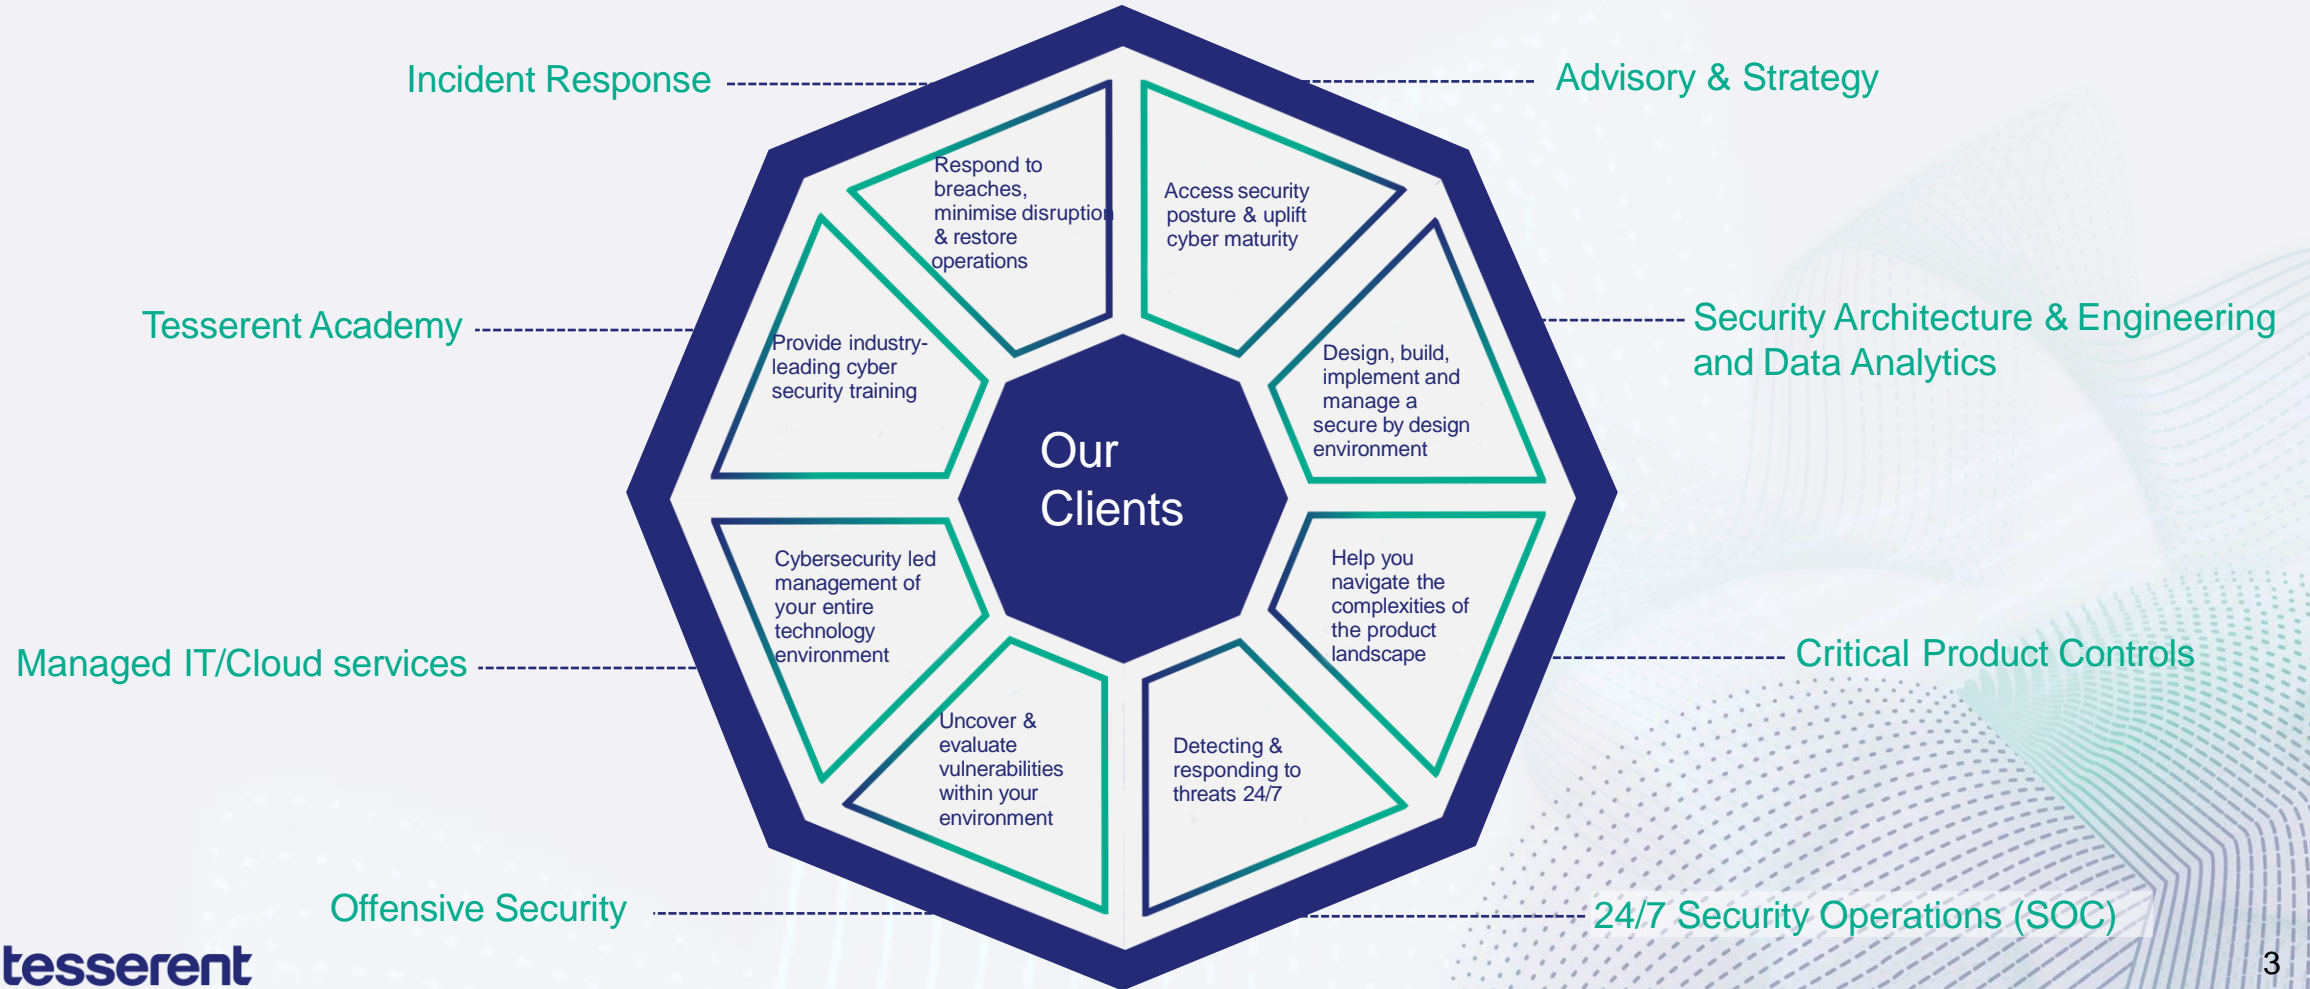 Incident Response
Advisory & Strategy
Respond to
breaches,
minimise disruption
& restore
operations
Access security
posture & uplift
cyber maturity
Tesserent Academy
Provide industry-
leading cyber
security training
Design, build,
implement and
manage a
secure by design
environment
Security Architecture & Engineering
and Data Analytics
Our
Clients
Managed IT/Cloud services
Cybersecurity led
management of
your entire
technology
environment
Help you
navigate the
complexities of
the product
landscape
Critical Product Controls
Offensive Security
Uncover &
evaluate
vulnerabilities
within your
environment
Detecting &
responding to
threats 24/7
24/7 Security Operations (SOC)
tesserent
3